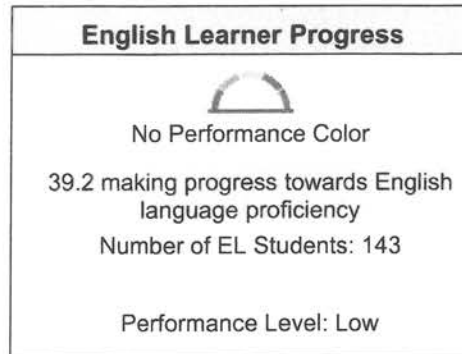 English Learner Progress
No Performance Color
39.2 making progress towards English
language proficiency
Number of EL Students: 143
Performance Level: Low